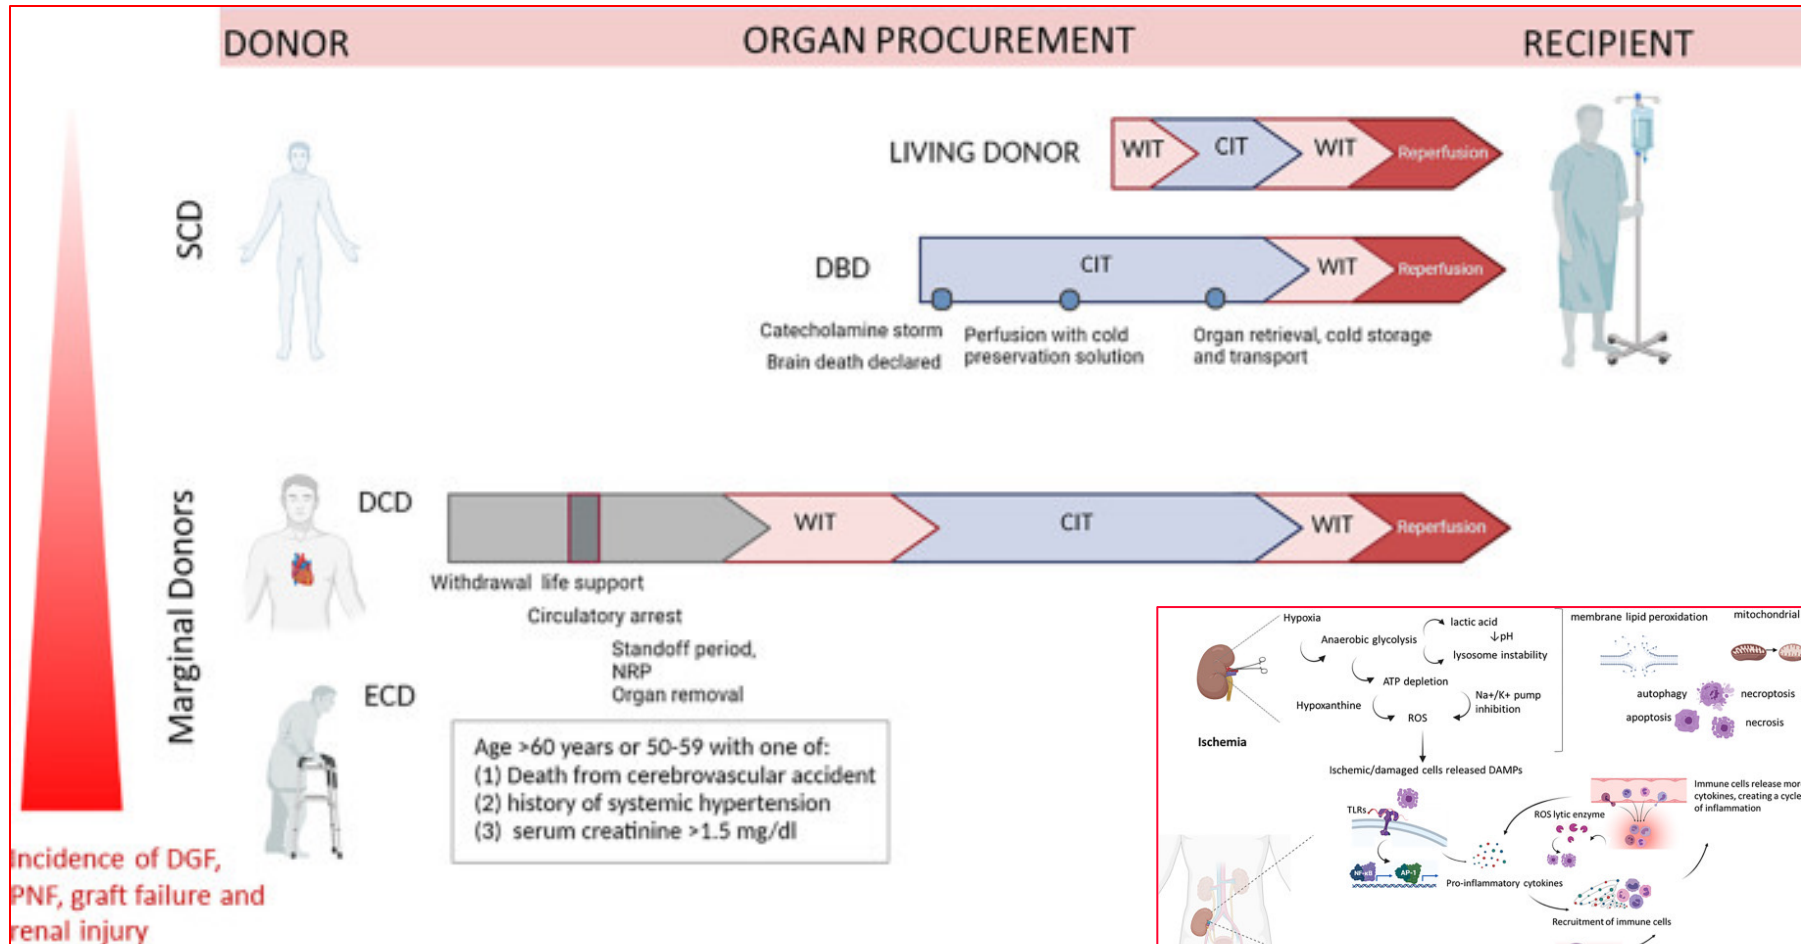 DONOR
ORGAN PROCUREMENT
RECIPIENT
SCD
LIVING DONOR
WIT
CIT
WIT
Reperfusion
DBD
CIT
WIT
Reperfusion
Catecholamine storm
Brain death declared
Perfusion with cold
preservation solution
Organ retrieval, cold storage
and transport
Marginal Donors
DCD
WIT
CIT
WIT
Reperfusion
Withdrawal life support
Circulatory arrest
Standoff period,
NRP
Organ removal
ECD
Age >60 years or 50-59 with one of:
(1) Death from cerebrovascular accident
(2) history of systemic hypertension
(3) serum creatinine >1.5 mg/dl
Incidence of DGF,
PNF, graft failure and
renal injury
Hypoxia
Anaerobic glycolysis
lactic acid
↓pH
lysosome instability
ATP depletion
Na+/K+ pump
inhibition
Hypoxanthine
ROS
Ischemia
membrane lipid peroxidation
mitochondrial
autophagy
necroptosis
apoptosis
necrosis
Ischemic/damaged cells released DAMPs
TLRs
NF-κB
AP-1
Pro-inflammatory cytokines
ROS lytic enzyme
Immune cells release more
cytokines, creating a cycle
of inflammation
Recruitment of immune cells